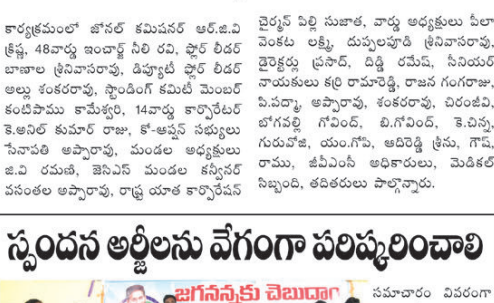 కార్యక్రమంలో జోనల్ కమిషనర్ ఆర్.జి.వి
క్రిష్ణ, 48వార్డు ఇంచార్జ్ నీలి రవి, ఫ్లోర్ లీడర్
బాణాల శ్రీనివాసరావు, డిప్యూటీ ఫ్లోర్ లీడర్
అల్లు శంకరరావు, స్టాండింగ్ కమిటీ మెంబర్
కంటిపాము కామేశ్వరి, 14వార్డు కార్పొరేటర్
కె.అనిల్ కుమార్ రాజు, కో-ఆప్షన్ సభ్యులు
సేనాపతి అప్పారావు, మండల అధ్యక్షులు
జి.వి రమణి, జెసిఎస్ మండల కన్వీనర్
వసంతల అప్పారావు, రాష్ట్ర యాత కార్పొరేషన్
చైర్మన్ పిల్లి సుజాత, వార్డు అధ్యక్షులు పీలా
వెంకట లక్ష్మి, దుప్పలపూడి శ్రీనివాసరావు,
డైరెక్టర్లు ప్రసాద్, దిడ్డి రమేష్, సీనియర్
నాయకులు కర్రి రామారెడ్డి, రాజన గంగరాజు,
పి.పద్మా, అప్పారావు, శంకరరావు, చిరంజీవి,
బోగవల్లి గోవింద్, బి.గోవింద్, కె.చిన్న,
గురువోజి, యం.గోపి, ఆదిరెడ్డి శ్రీను, గౌష్,
రాము, జీవీఎంసీ అధికారులు, మెడికల్
సిబ్బంది, తదితరులు పాల్గొన్నారు.
స్పందన అర్జీలను వేగంగా పరిష్కరించాలి
జగనన్నకు చెబుదాం
సమాచారం వివరంగా